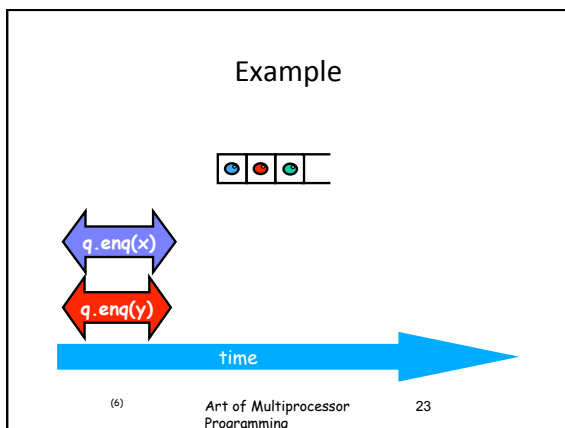 Example
q.enq(x)
q.enq(y)
time
(6)
Art of Multiprocessor
Programming
23